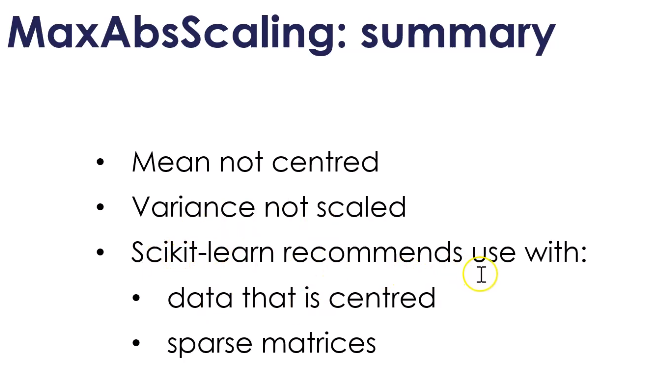 MaxAbsScaling: summary
• Mean not centred
• Variance not scaled
• Scikit-learn recommends use with:
• data that is centred
• sparse matrices